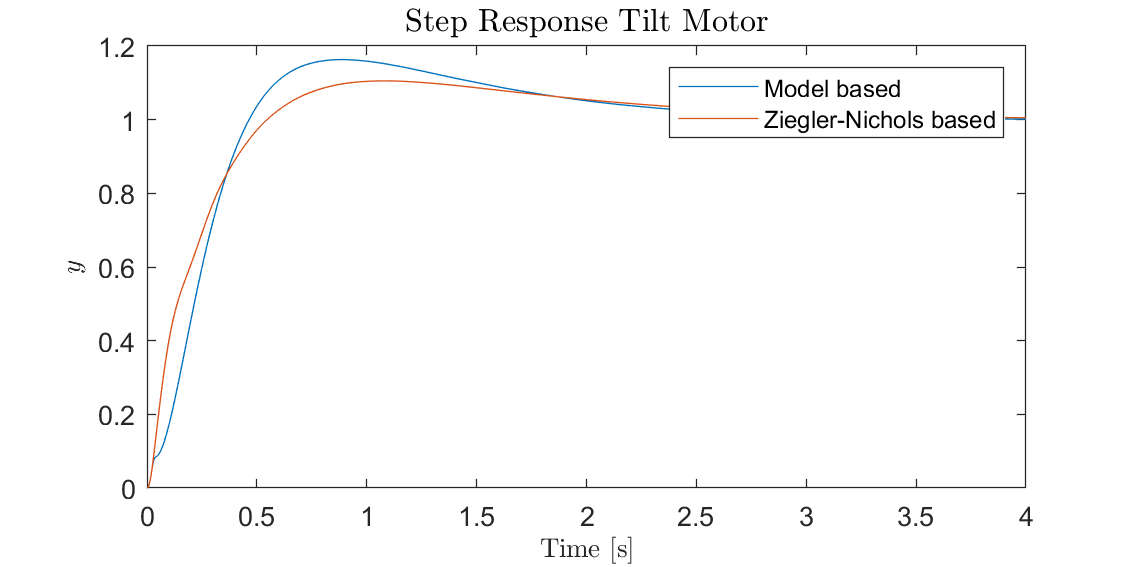 Step Response Tilt Motor
1.2
1
0.8
0.6
0.4
0.2
0
y
Model based
Ziegler-Nichols based
0 0.5 1 1.5 2 2.5 3 3.5 4
Time [s]